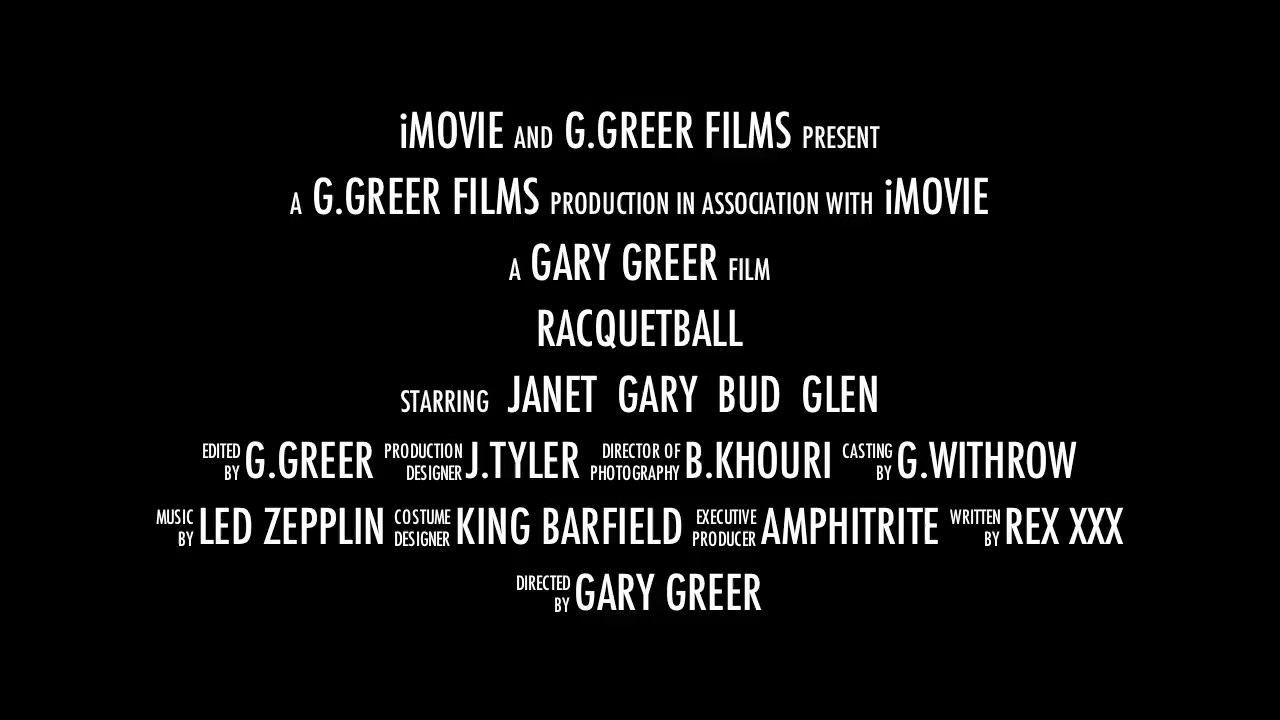 iMOVIE AND G.GREER FILMS PRESENT
A G.GREER FILMS PRODUCTION IN ASSOCIATION WITH iMOVIE
A GARY GREER FILM
RACQUETBALL
STARRING JANET GARY BUD GLEN
EDITED BY G.GREER PRODUCTION DESIGNER J.TYLER DIRECTOR OF PHOTOGRAPHY B.KHOURI CASTING BY G.WITHROW
MUSIC BY LED ZEPPLIN COSTUME DESIGNER KING BARFIELD EXECUTIVE PRODUCER AMPHITRITE WRITTEN BY REX XXX
DIRECTED BY GARY GREER